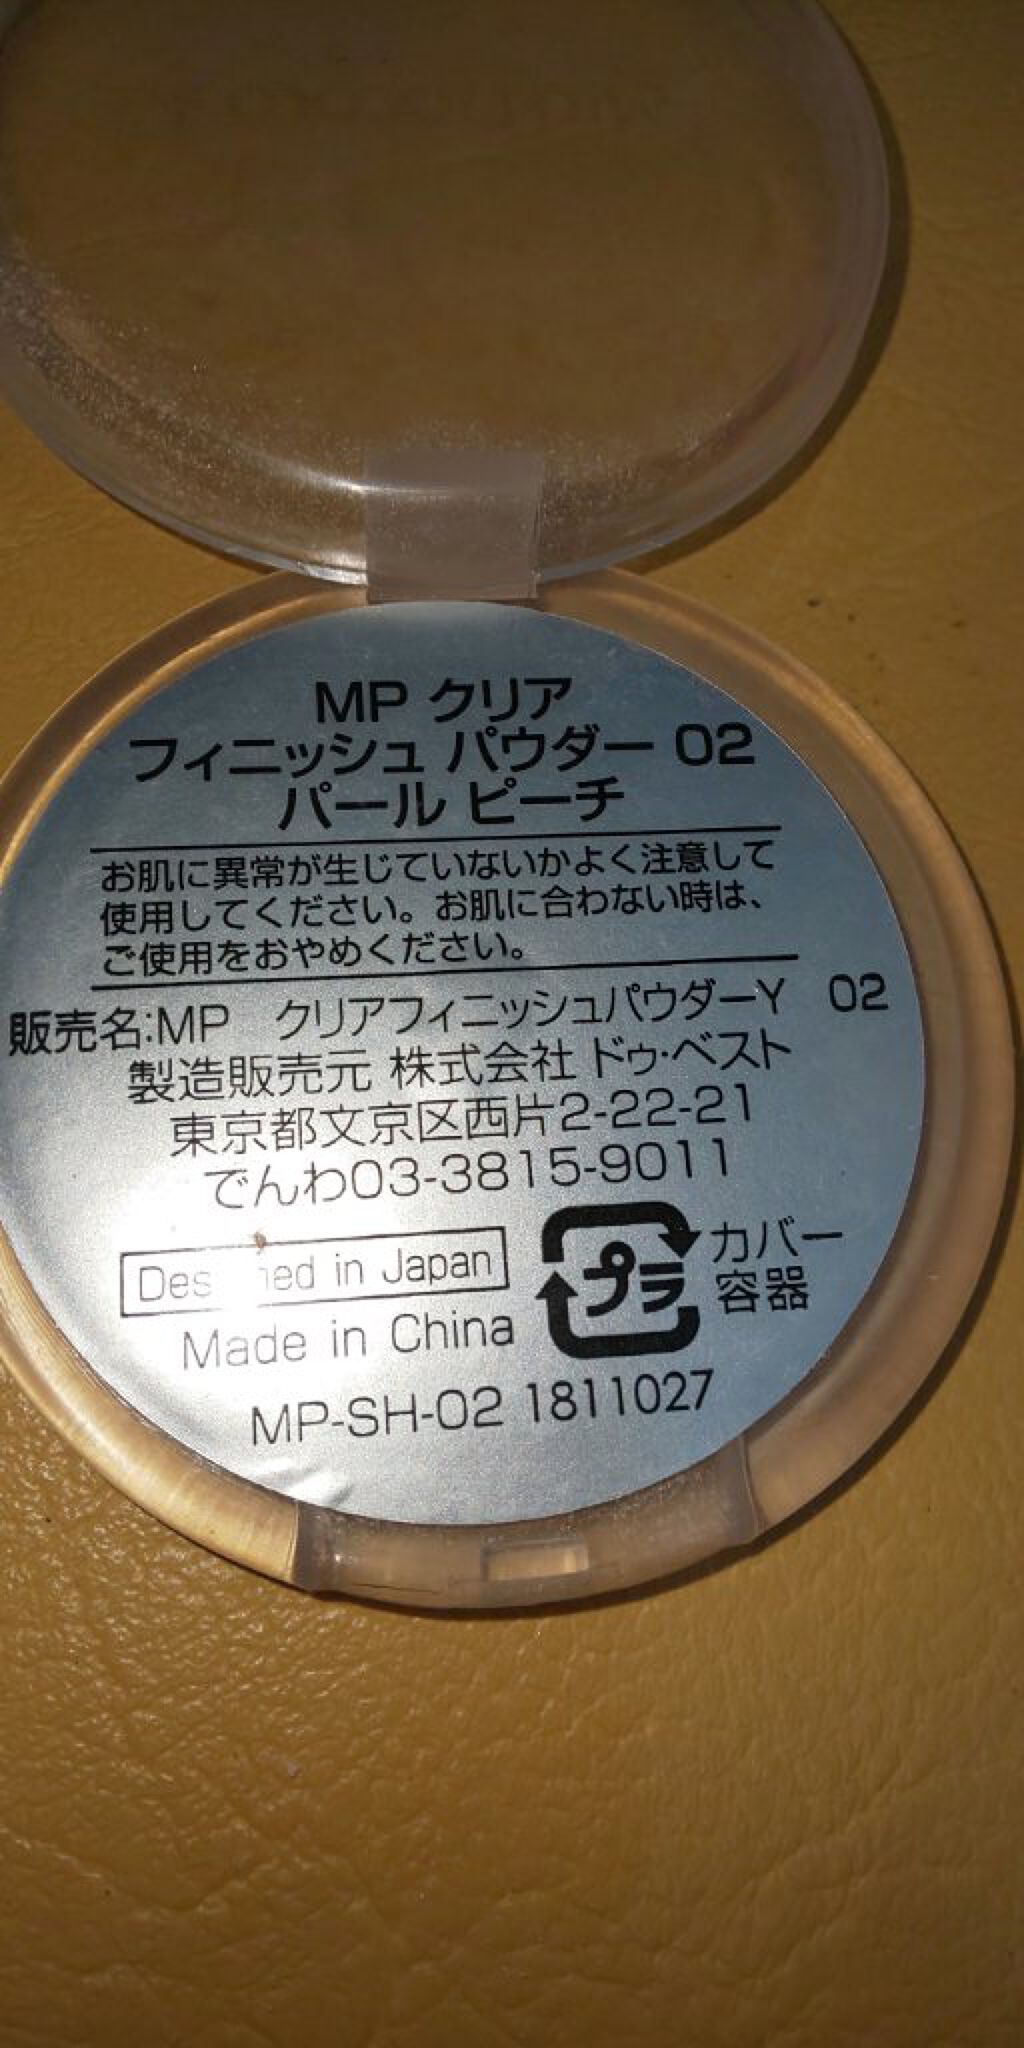 MP クリア
フィニッシュ パウダー 02
パール ピーチ
お肌に異常が生じていないかよく注意して
使用してください。お肌に合わない時は、
ご使用をおやめください。
販売名:MP クリアフィニッシュパウダーY 02
製造販売元 株式会社 ドゥ・ベスト
東京都文京区西片2-22-21
でんわ03-3815-9011
in Japan
プラ
カバー
容器
Made in China
MP-SH-02 1811027